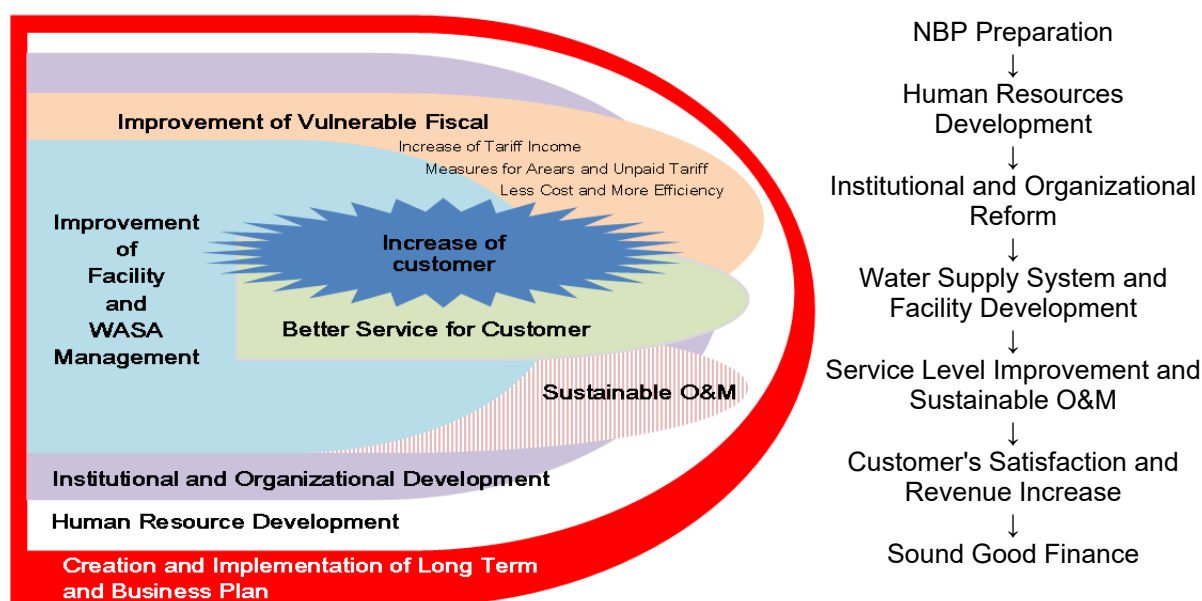 Improvement of Vulnerable Fiscal
Increase of Tariff Income
Measures for Arears and Unpaid Tariff
Less Cost and More Efficiency
Improvement
of
Facility
and
WASA
Management
Increase of
customer
Better Service for Customer
Sustainable O&M
Institutional and Organizational Development
Human Resource Development
Creation and Implementation of Long Term
and Business Plan
NBP Preparation
↓
Human Resources
Development
↓
Institutional and Organizational
Reform
↓
Water Supply System and
Facility Development
↓
Service Level Improvement and
Sustainable O&M
↓
Customer's Satisfaction and
Revenue Increase
↓
Sound Good Finance